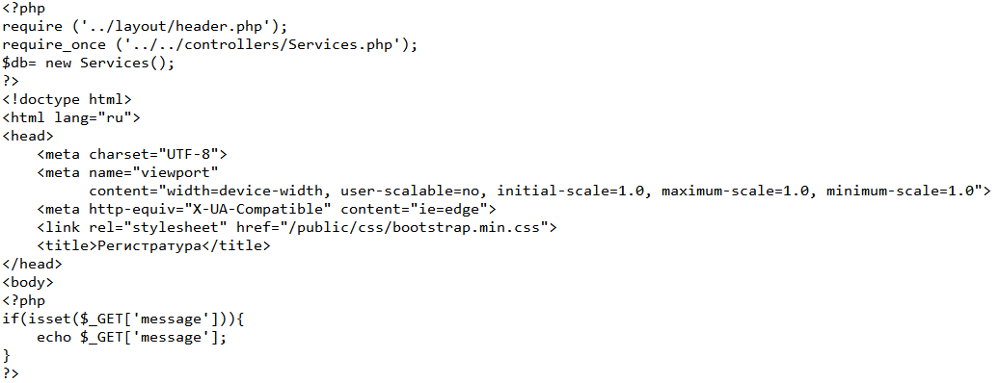 <?php
require ('../layout/header.php');
require_once ('../../controllers/Services.php');
$db= new Services();
?>
<!doctype html>
<html lang="ru">
<head>
    <meta charset="UTF-8">
    <meta name="viewport"
          content="width=device-width, user-scalable=no, initial-scale=1.0, maximum-scale=1.0, minimum-scale=1.0">
    <meta http-equiv="X-UA-Compatible" content="ie=edge">
    <link rel="stylesheet" href="/public/css/bootstrap.min.css">
    <title>Регистратура</title>
</head>
<body>
<?php
if(isset($_GET['message'])){
    echo $_GET['message'];
}
?>